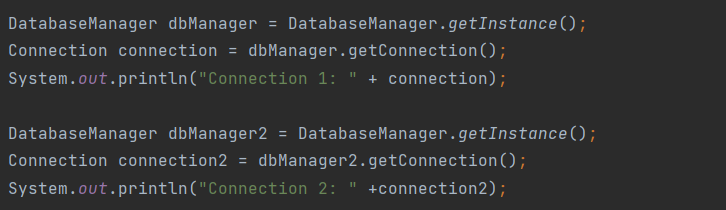 DatabaseManager dbManager = DatabaseManager.getInstance();
Connection connection = dbManager.getConnection();
System.out.println("Connection 1: " + connection);
DatabaseManager dbManager2 = DatabaseManager.getInstance();
Connection connection2 = dbManager2.getConnection();
System.out.println("Connection 2: " +connection2);